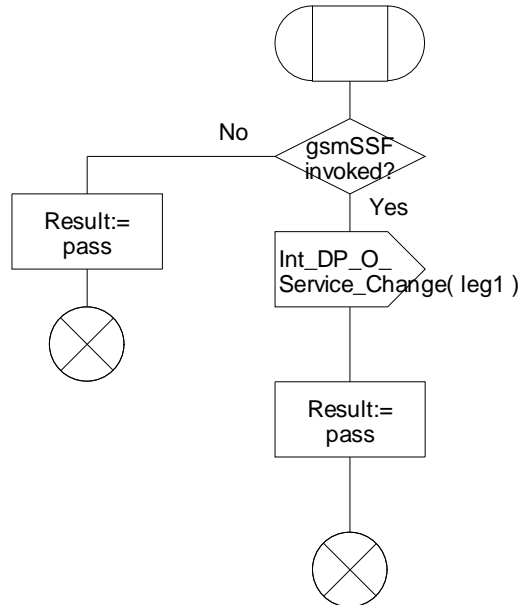 gsmSSF
invoked?
No
Yes
Result:=
pass
Int_DP_O_
Service_Change( leg1 )
Result:=
pass